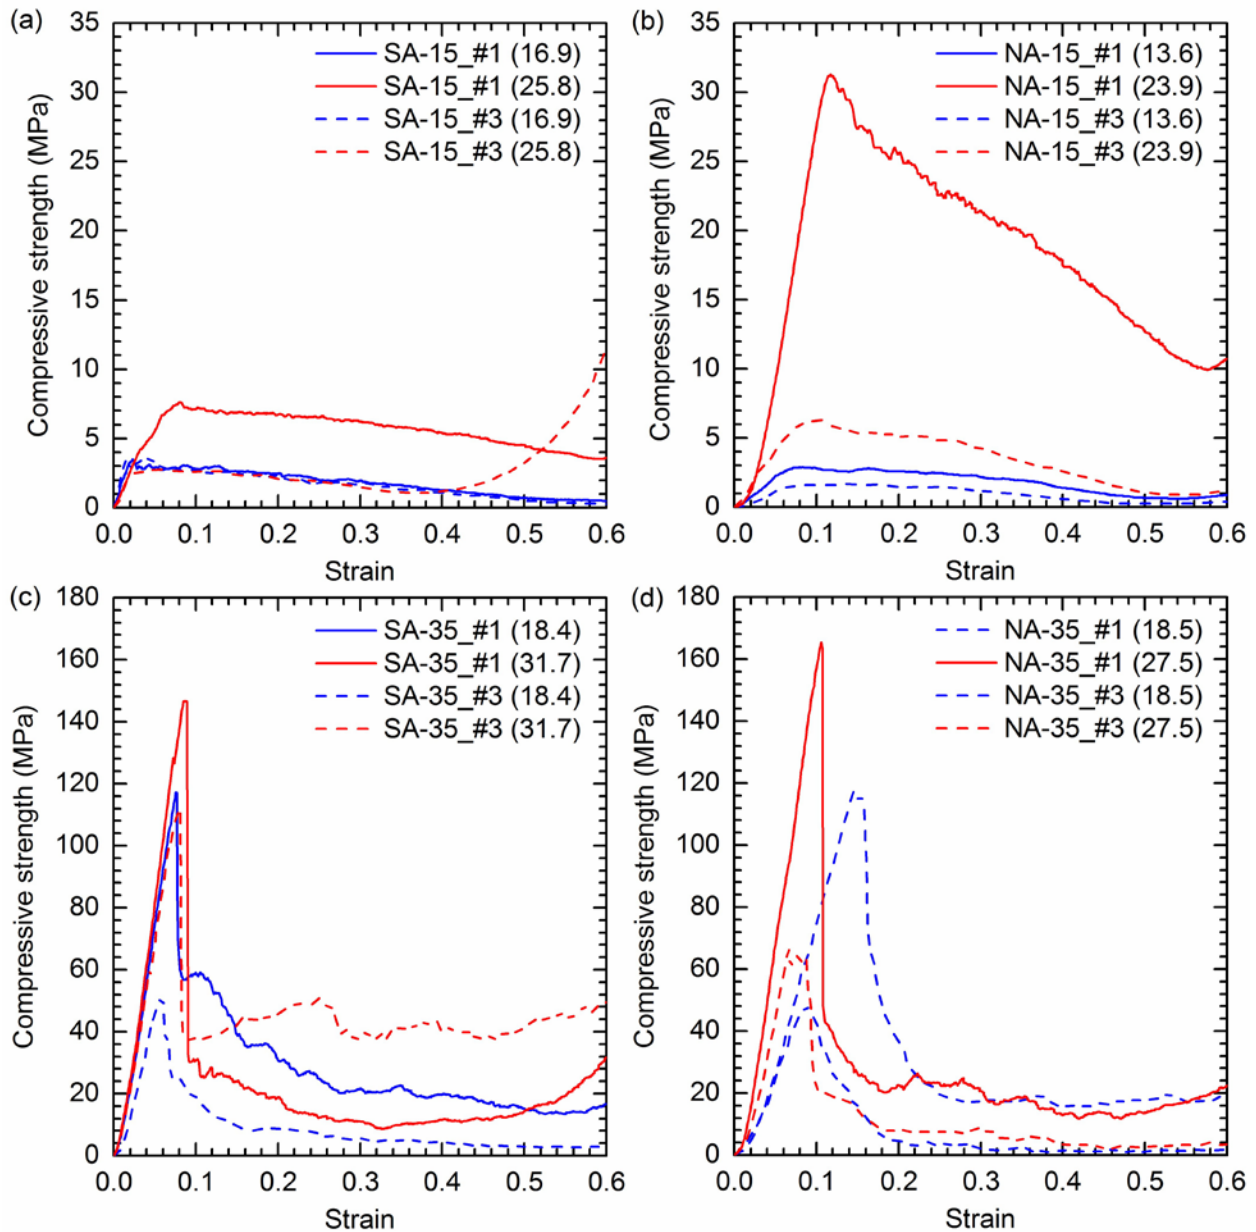 (a)
35
30
25
20
15
10
5
0
Compressive strength (MPa)
SA-15_#1 (16.9)
SA-15_#1 (25.8)
SA-15_#3 (16.9)
SA-15_#3 (25.8)
0.0 0.1 0.2 0.3 0.4 0.5 0.6
Strain
(b)
35
30
25
20
15
10
5
0
Compressive strength (MPa)
NA-15_#1 (13.6)
NA-15_#1 (23.9)
NA-15_#3 (13.6)
NA-15_#3 (23.9)
0.0 0.1 0.2 0.3 0.4 0.5 0.6
Strain
(c)
180
160
140
120
100
80
60
40
20
0
Compressive strength (MPa)
SA-35_#1 (18.4)
SA-35_#1 (31.7)
SA-35_#3 (18.4)
SA-35_#3 (31.7)
0.0 0.1 0.2 0.3 0.4 0.5 0.6
Strain
(d)
180
160
140
120
100
80
60
40
20
0
Compressive strength (MPa)
NA-35_#1 (18.5)
NA-35_#1 (27.5)
NA-35_#3 (18.5)
NA-35_#3 (27.5)
0.0 0.1 0.2 0.3 0.4 0.5 0.6
Strain